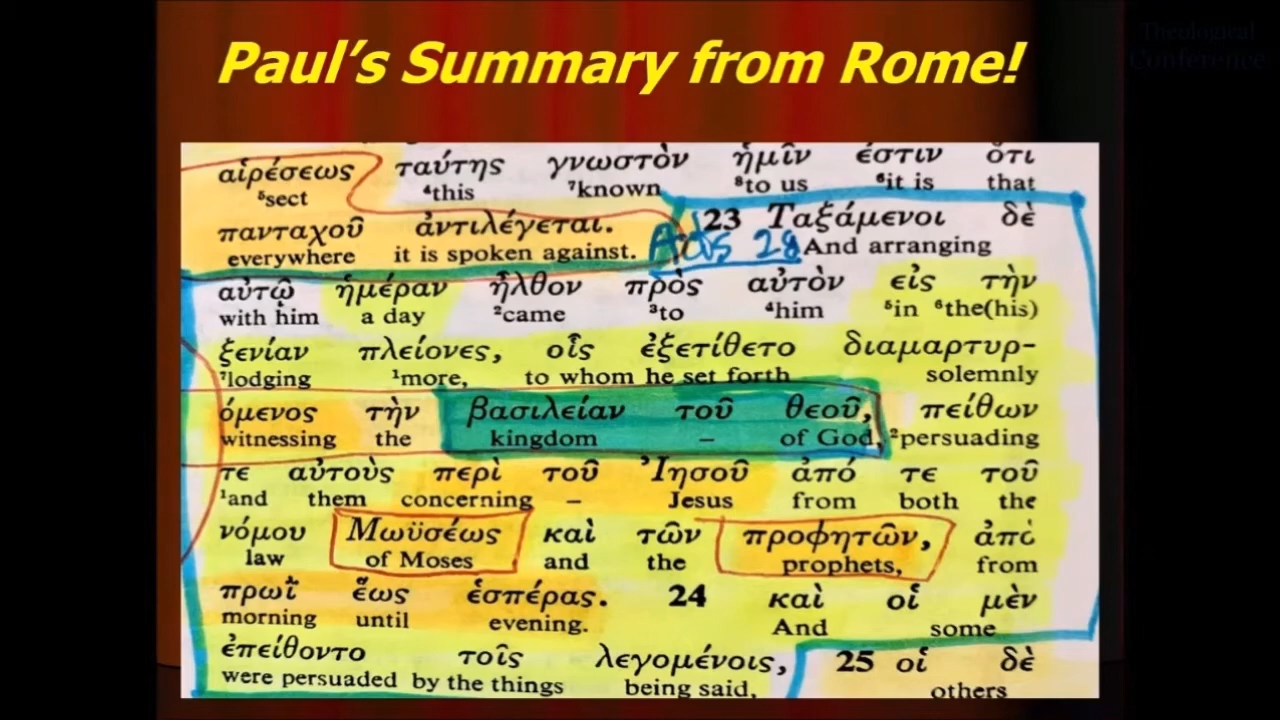 Theological
Conference
Paul's Summary from Rome!
αἱρέσεως ταύτης γνωστὸν ἡμῖν ἐστιν ὅτι
⁵sect ⁴this ⁷known ⁸to us ⁶it is that
πανταχοῦ ἀντιλέγεται. 23 Ταξάμενοι δὲ
everywhere it is spoken against. Acts 28 And arranging
αὐτῷ ἡμέραν ἦλθον πρὸς αὐτὸν εἰς τὴν
with him a day ²came ³to ⁴him ⁵in ⁶the(his)
ξενίαν πλείονες, οἷς ἐξετίθετο διαμαρτυρ-
⁷lodging ¹more, to whom he set forth solemnly
όμενος τὴν βασιλείαν τοῦ θεοῦ, πείθων
witnessing the kingdom – of God, ²persuading
τε αὐτοὺς περὶ τοῦ Ἰησοῦ ἀπό τε τοῦ
¹and them concerning – Jesus from both the
νόμου Μωϋσέως καὶ τῶν προφητῶν, ἀπὸ
law of Moses and the prophets, from
πρωῒ ἕως ἑσπέρας. 24 καὶ οἱ μὲν
morning until evening. And some
ἐπείθοντο τοῖς λεγομένοις, 25 οἱ δὲ
were persuaded by the things being said, others